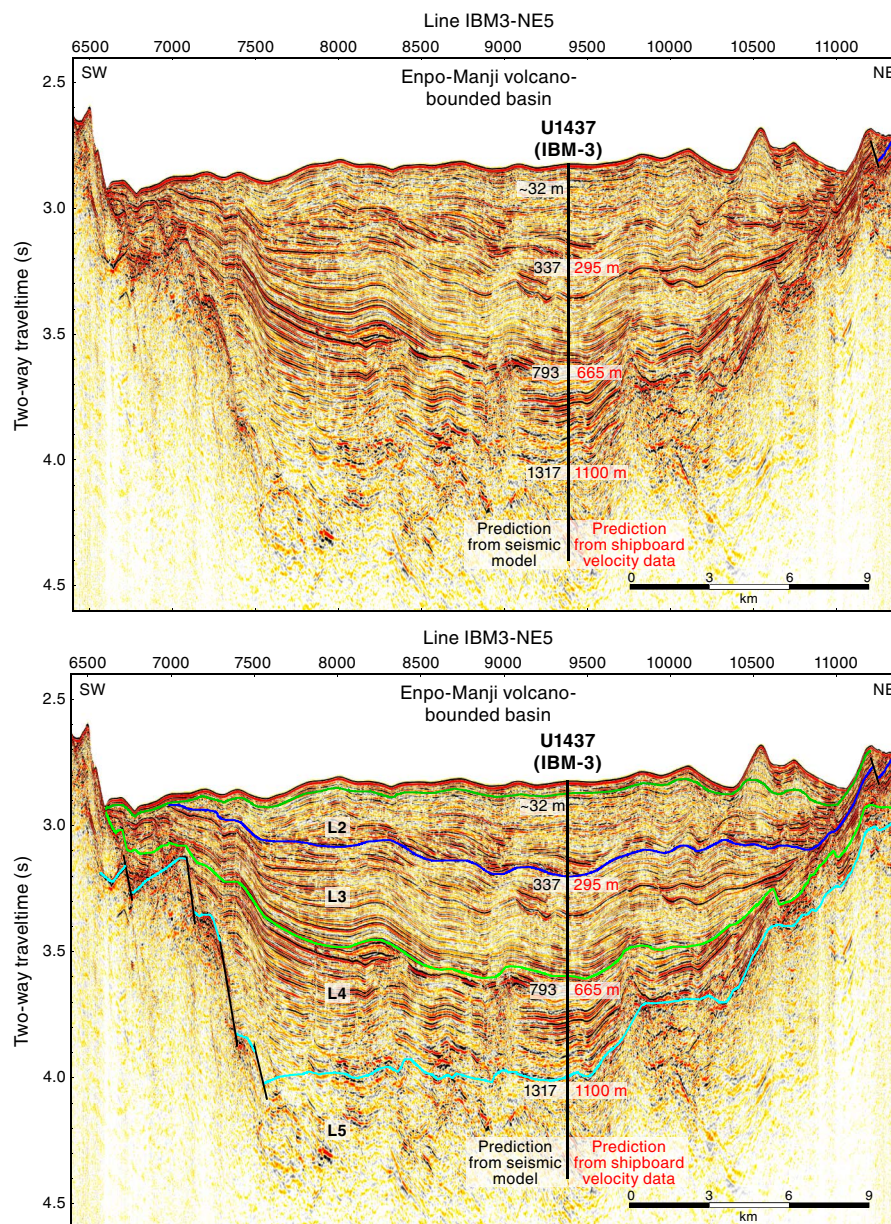 Line IBM3-NE5
6500 7000 7500 8000 8500 9000 9500 10000 10500 11000
SW
NE
Enpo-Manji volcano-
bounded basin
U1437
(IBM-3)
2.5
~32 m
3.0
337 295 m
3.5
793 665 m
4.0
1317 1100 m
Prediction
from seismic
model
Prediction
from shipboard
velocity data
4.5
0 3 6 9
km
Two-way traveltime (s)
Line IBM3-NE5
6500 7000 7500 8000 8500 9000 9500 10000 10500 11000
SW
NE
Enpo-Manji volcano-
bounded basin
U1437
(IBM-3)
2.5
~32 m
3.0
L2
337 295 m
L3
3.5
793 665 m
L4
4.0
1317 1100 m
L5
Prediction
from seismic
model
Prediction
from shipboard
velocity data
4.5
0 3 6 9
km
Two-way traveltime (s)